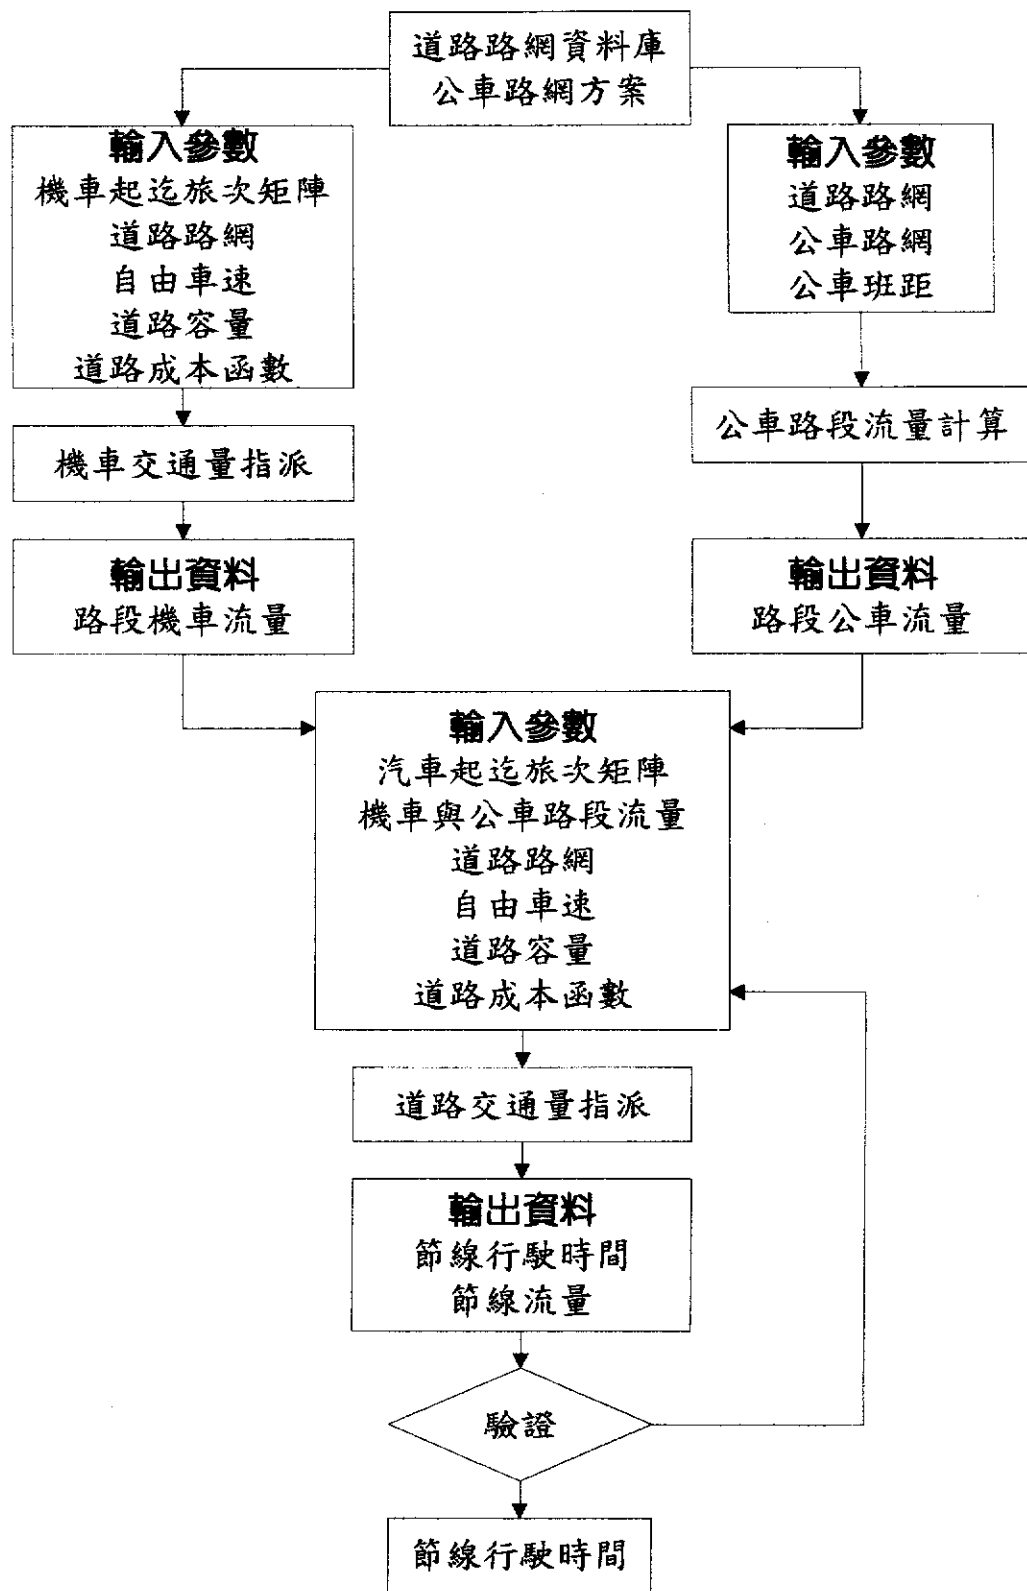 道路路網資料庫
公車路網方案
輸入參數
機車起迄旅次矩陣
道路路網
自由車速
道路容量
道路成本函數
機車交通量指派
輸出資料
路段機車流量
輸入參數
道路路網
公車路網
公車班距
公車路段流量計算
輸出資料
路段公車流量
輸入參數
汽車起迄旅次矩陣
機車與公車路段流量
道路路網
自由車速
道路容量
道路成本函數
道路交通量指派
輸出資料
節線行駛時間
節線流量
驗證
節線行駛時間